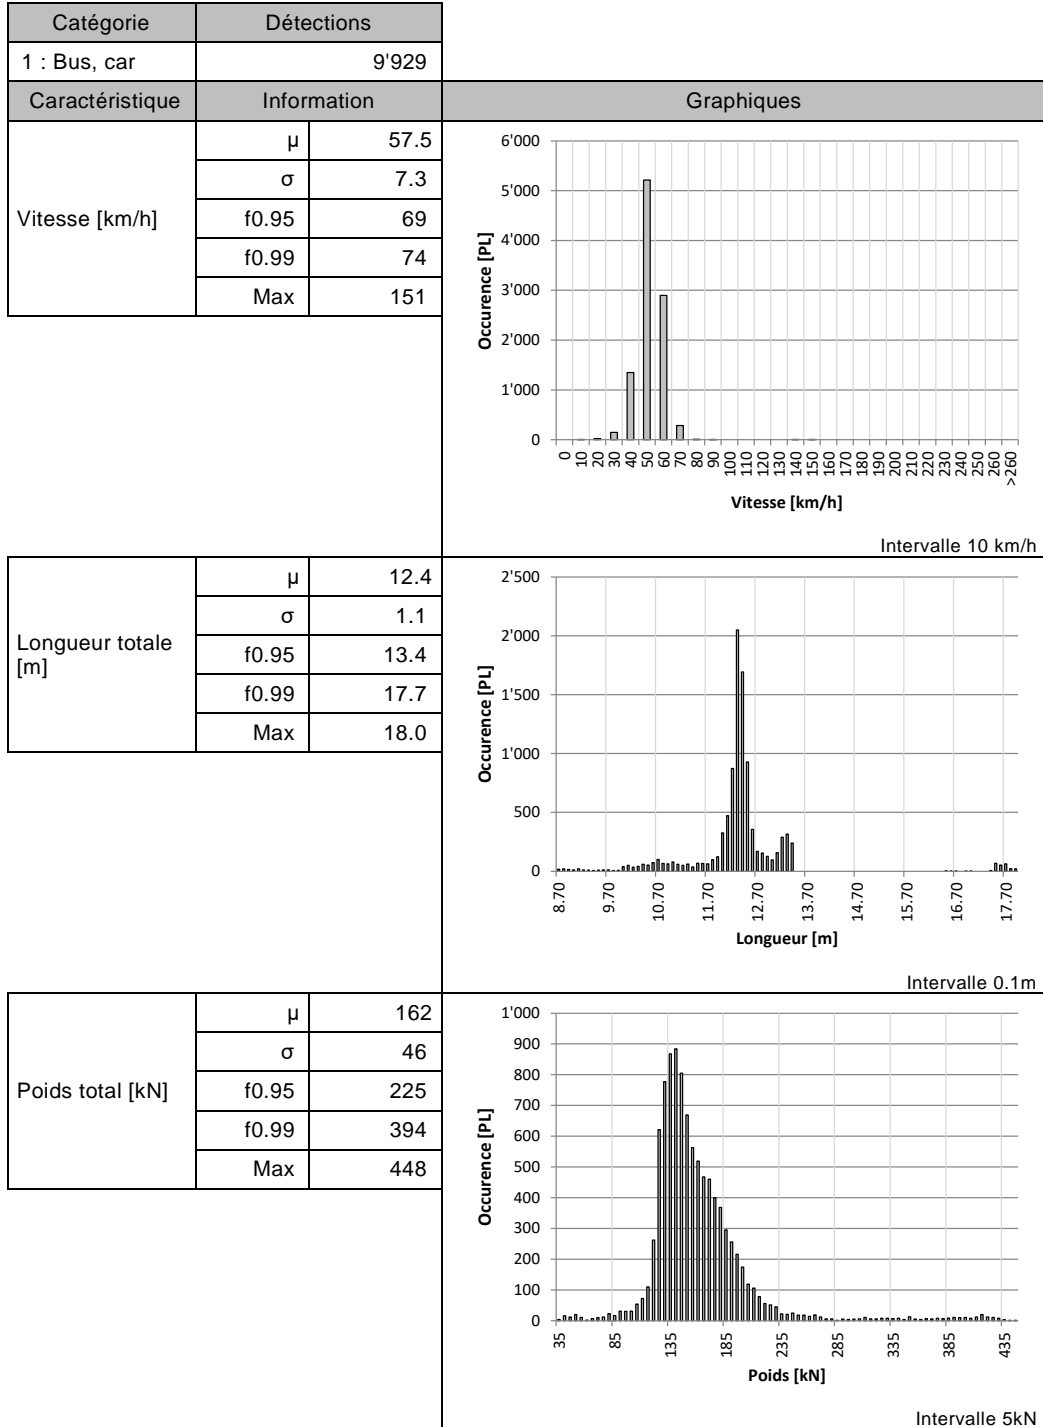 Catégorie Détections
1 : Bus, car 9'929
Caractéristique Information Graphiques
Vitesse [km/h]
µ 57.5
σ 7.3
f0.95 69
f0.99 74
Max 151
6'000
5'000
4'000
3'000
2'000
1'000
0
Occurence [PL]
0 10 20 30 40 50 60 70 80 90 100 110 120 130 140 150 160 170 180 190 200 210 220 230 240 250 260 >260
Vitesse [km/h]
Intervalle 10 km/h
Longueur totale
[m]
µ 12.4
σ 1.1
f0.95 13.4
f0.99 17.7
Max 18.0
2'500
2'000
1'500
1'000
500
0
Occurence [PL]
8.70 9.70 10.70 11.70 12.70 13.70 14.70 15.70 16.70 17.70
Longueur [m]
Intervalle 0.1m
Poids total [kN]
µ 162
σ 46
f0.95 225
f0.99 394
Max 448
1'000
900
800
700
600
500
400
300
200
100
0
Occurence [PL]
35 85 135 185 235 285 335 385 435
Poids [kN]
Intervalle 5kN